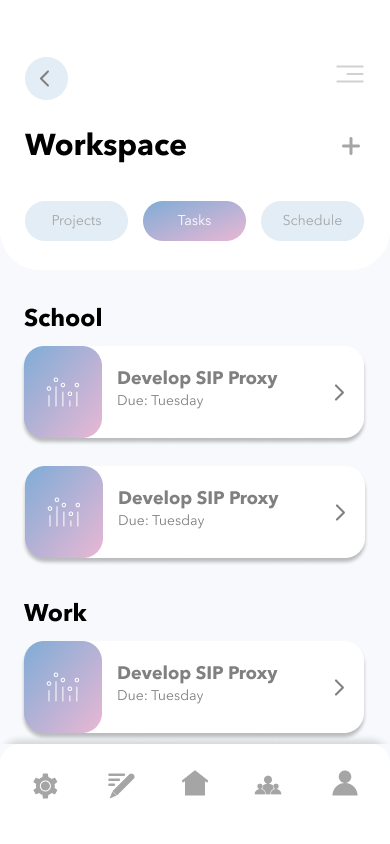 Workspace
Projects
Tasks
Schedule
School
Develop SIP Proxy
Due: Tuesday
Develop SIP Proxy
Due: Tuesday
Work
Develop SIP Proxy
Due: Tuesday